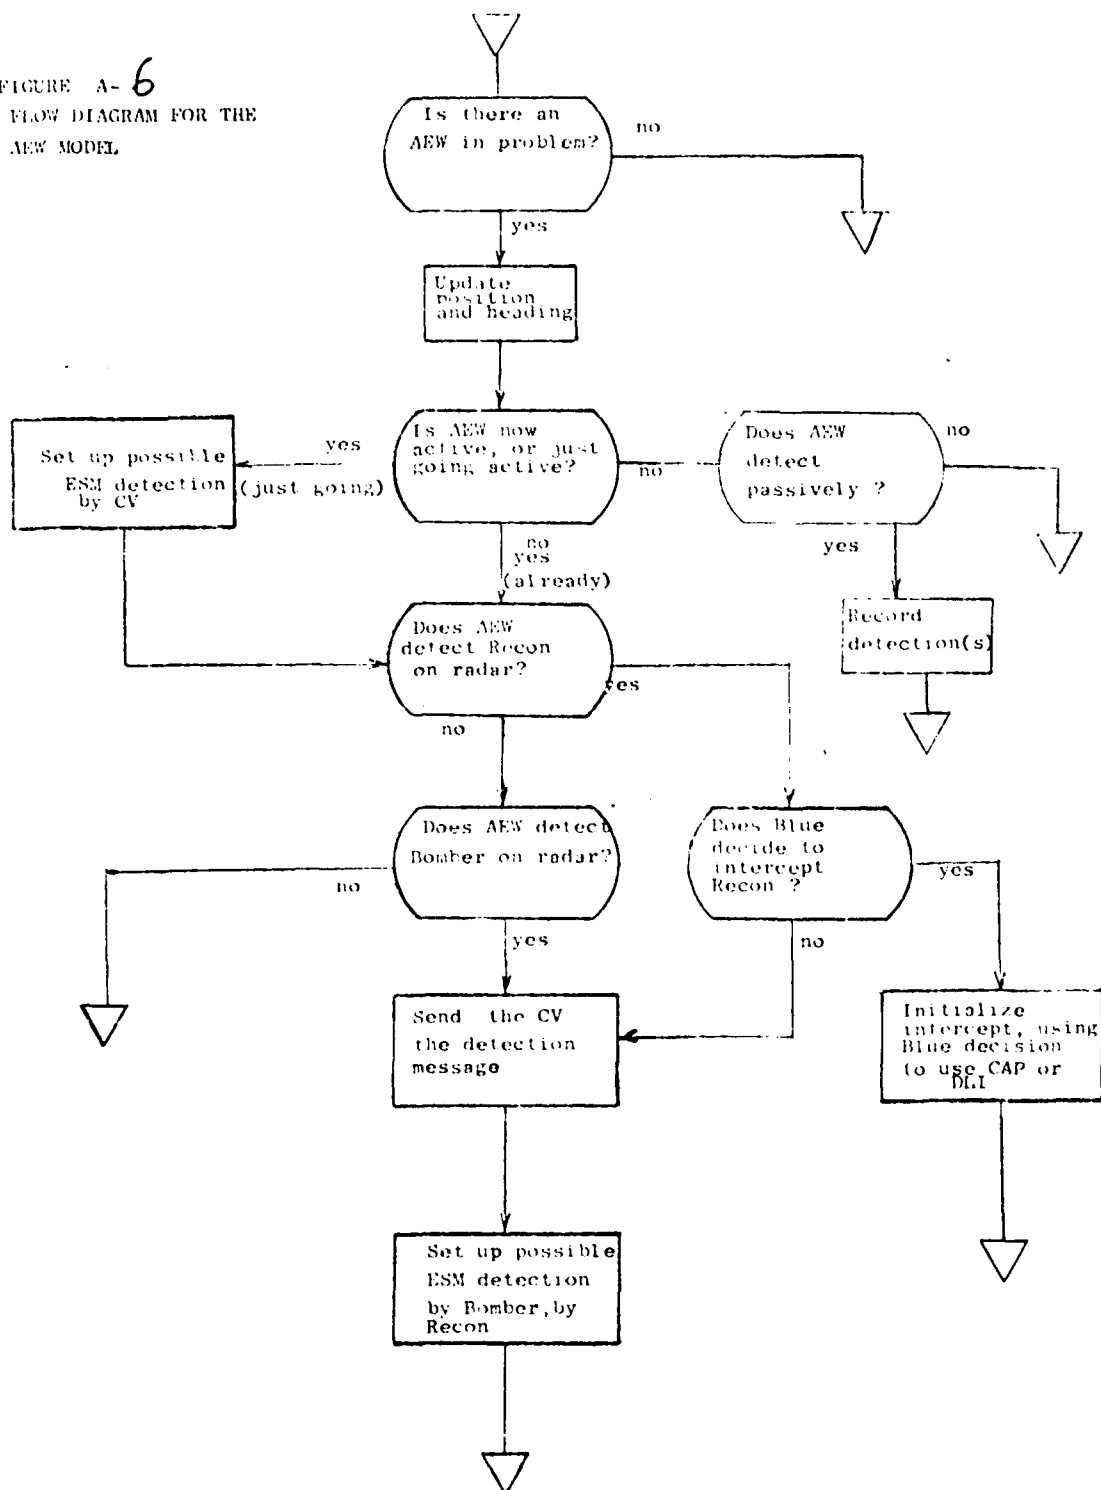 FIGURE A-6
FLOW DIAGRAM FOR THE
AEW MODEL
Is there an
AEW in problem?
no
yes
Update
position
and heading
Is AEW now
active, or just
going active?
yes
(just going)
Set up possible
ESM detection
by CV
no
Does AEW
detect
passively ?
no
yes
Record
detection(s)
no
yes
(already)
Does AEW
detect Recon
on radar?
yes
no
Does AEW detect
Bomber on radar?
no
yes
Does Blue
decide to
intercept
Recon ?
yes
no
Send the CV
the detection
message
Initialize
intercept, using
Blue decision
to use CAP or
DLI
Set up possible
ESM detection
by Bomber, by
Recon